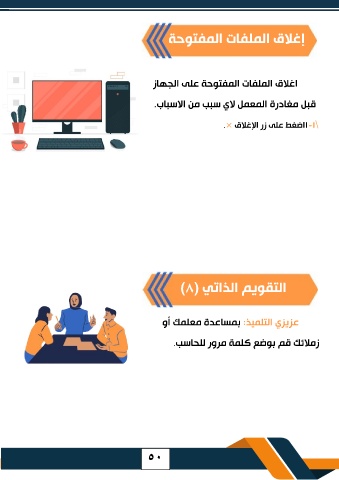 إغلاق الملفات المفتوحة
اغلاق الملفات المفتوحة على الجهاز
قبل مغادرة المعمل لاي سبب من الاسباب.
١\- ااضغط على زر الإغلاق ×.
التقويم الذاتي (٨)
عزيزي التلميذ: بمساعدة معلمك أو
زملائك قم بوضع كلمة مرور للحاسب.
٥٠